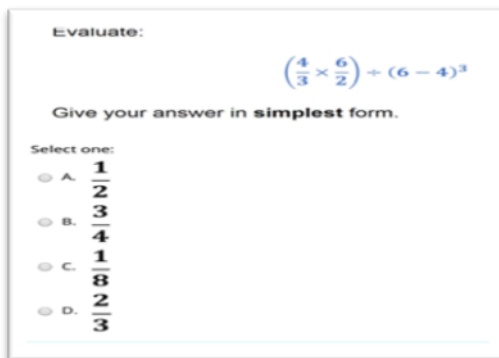 Evaluate:
(4/3 × 6/2) ÷ (6 − 4)³
Give your answer in simplest form.
Select one:
A. 1/2
B. 3/4
C. 1/8
D. 2/3